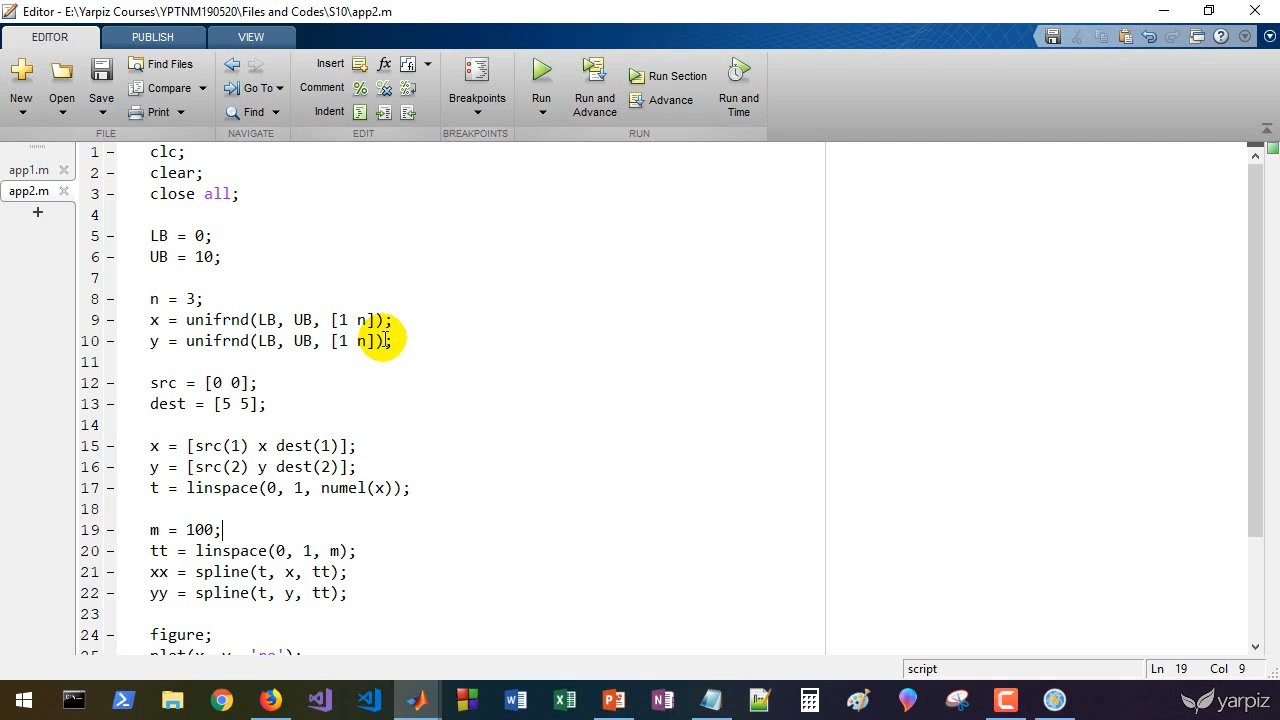 Editor - E:\Yarpiz Courses\YPTNM190520\Files and Codes\S10\app2.m
EDITOR PUBLISH VIEW
New Open Save Find Files Compare Print
Go To Find
Insert Comment Indent
Breakpoints
Run Run and Advance Run Section Advance Run and Time
FILE NAVIGATE EDIT BREAKPOINTS RUN
app1.m
app2.m
1 clc;
2 clear;
3 close all;
4
5 LB = 0;
6 UB = 10;
7
8 n = 3;
9 x = unifrnd(LB, UB, [1 n]);
10 y = unifrnd(LB, UB, [1 n]);
11
12 src = [0 0];
13 dest = [5 5];
14
15 x = [src(1) x dest(1)];
16 y = [src(2) y dest(2)];
17 t = linspace(0, 1, numel(x));
18
19 m = 100;
20 tt = linspace(0, 1, m);
21 xx = spline(t, x, tt);
22 yy = spline(t, y, tt);
23
24 figure;
script Ln 19 Col 9
yarpiz